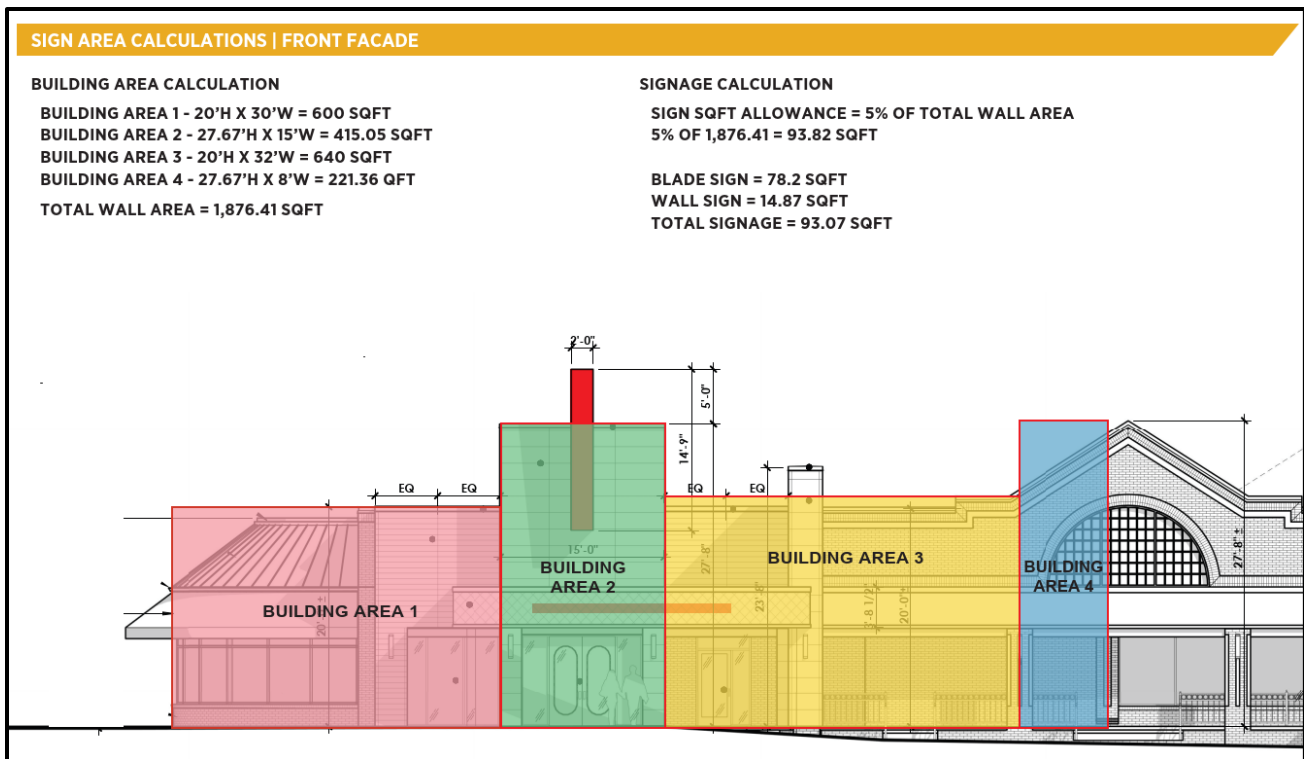 SIGN AREA CALCULATIONS | FRONT FACADE
BUILDING AREA CALCULATION
BUILDING AREA 1 - 20'H X 30'W = 600 SQFT
BUILDING AREA 2 - 27.67'H X 15'W = 415.05 SQFT
BUILDING AREA 3 - 20'H X 32'W = 640 SQFT
BUILDING AREA 4 - 27.67'H X 8'W = 221.36 QFT
TOTAL WALL AREA = 1,876.41 SQFT
SIGNAGE CALCULATION
SIGN SQFT ALLOWANCE = 5% OF TOTAL WALL AREA
5% OF 1,876.41 = 93.82 SQFT
BLADE SIGN = 78.2 SQFT
WALL SIGN = 14.87 SQFT
TOTAL SIGNAGE = 93.07 SQFT
2'-0"
5'-0"
14'-9"
EQ
EQ
EQ
EQ
15'-0"
27'-8"
23'-8"
20'-0"±
27'-8"±
BUILDING AREA 1
BUILDING
AREA 2
BUILDING AREA 3
BUILDING
AREA 4